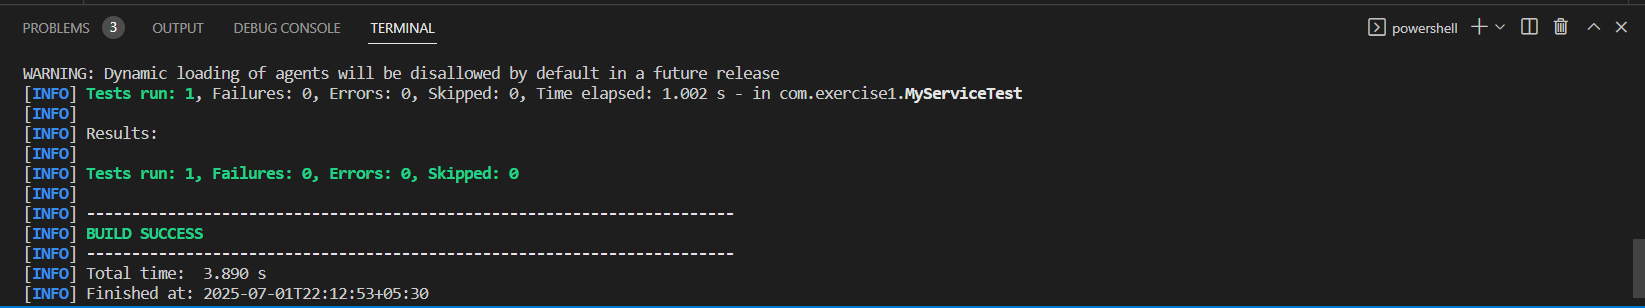 PROBLEMS 3 OUTPUT DEBUG CONSOLE TERMINAL powershell
WARNING: Dynamic loading of agents will be disallowed by default in a future release
[INFO] Tests run: 1, Failures: 0, Errors: 0, Skipped: 0, Time elapsed: 1.002 s - in com.exercise1.MyServiceTest
[INFO]
[INFO] Results:
[INFO]
[INFO] Tests run: 1, Failures: 0, Errors: 0, Skipped: 0
[INFO]
[INFO] ------------------------------------------------------------------------
[INFO] BUILD SUCCESS
[INFO] ------------------------------------------------------------------------
[INFO] Total time:  3.890 s
[INFO] Finished at: 2025-07-01T22:12:53+05:30